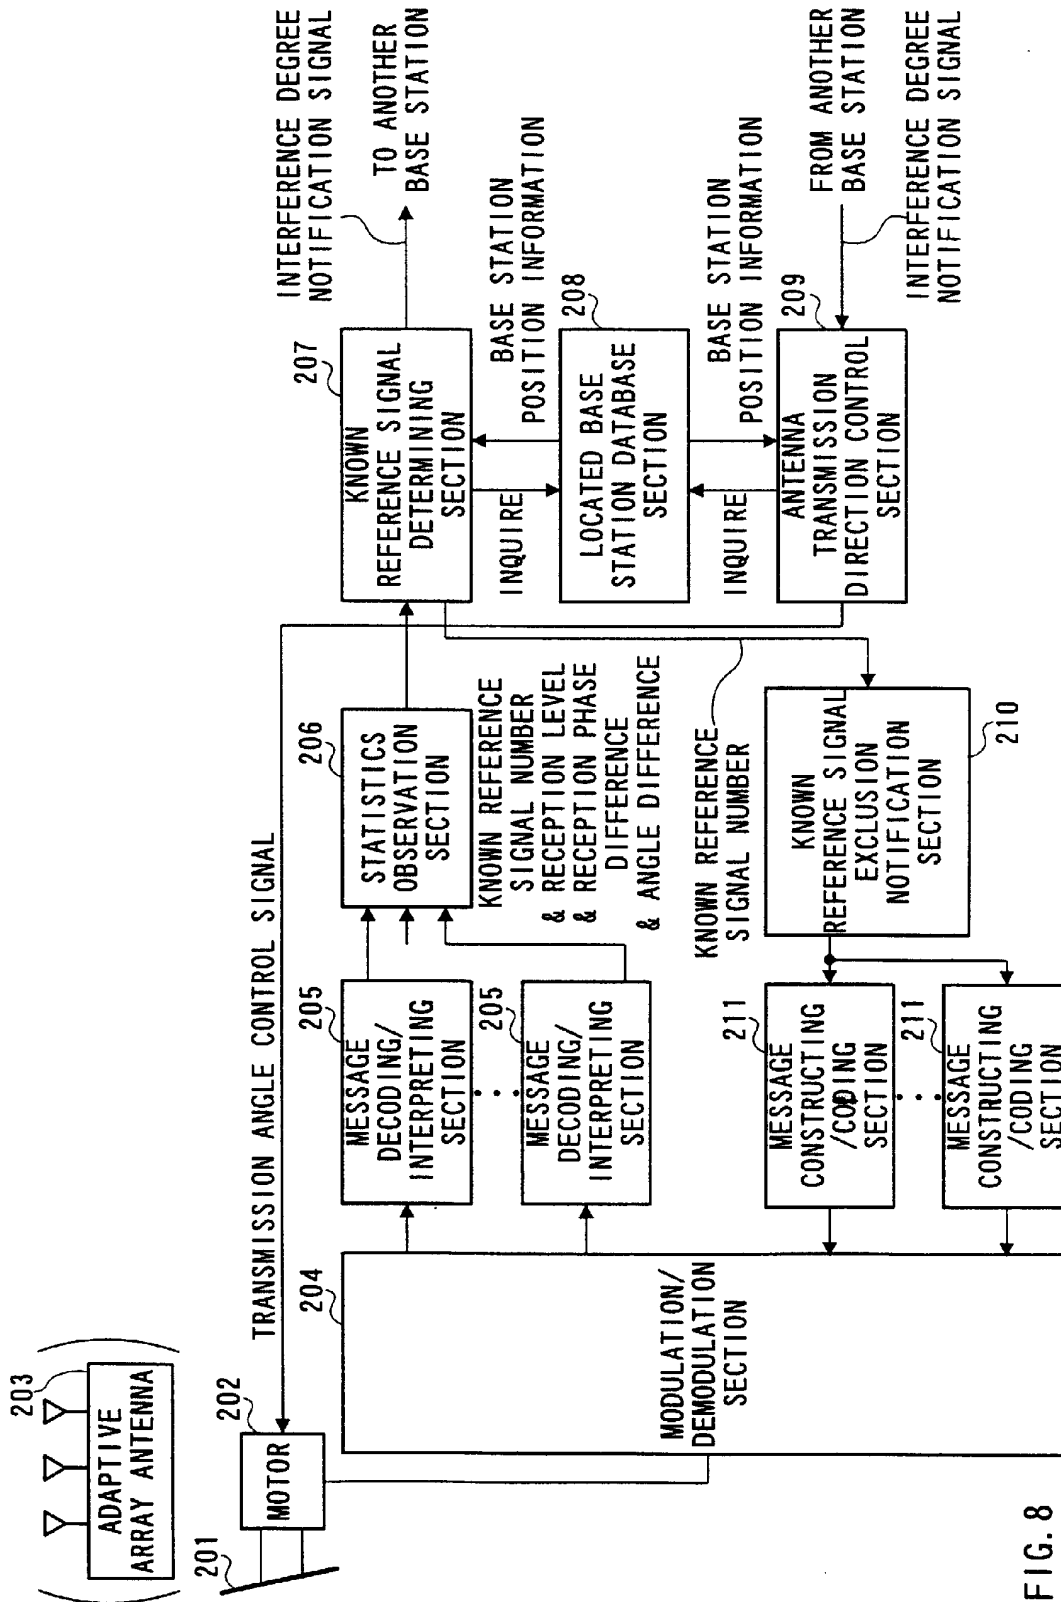 203
ADAPTIVE
ARRAY ANTENNA
201
202
MOTOR
TRANSMISSION ANGLE CONTROL SIGNAL
204
MODULATION/
DEMODULATION
SECTION
205
MESSAGE
DECODING/
INTERPRETING
SECTION
205
MESSAGE
DECODING/
INTERPRETING
SECTION
206
STATISTICS
OBSERVATION
SECTION
KNOWN REFERENCE
SIGNAL NUMBER
& RECEPTION LEVEL
& RECEPTION PHASE
DIFFERENCE
& ANGLE DIFFERENCE
207
KNOWN
REFERENCE SIGNAL
DETERMINING
SECTION
INTERFERENCE DEGREE
NOTIFICATION SIGNAL
TO ANOTHER
BASE STATION
INQUIRE
BASE STATION
POSITION INFORMATION
208
LOCATED BASE
STATION DATABASE
SECTION
INQUIRE
BASE STATION
POSITION INFORMATION
209
ANTENNA
TRANSMISSION
DIRECTION CONTROL
SECTION
FROM ANOTHER
BASE STATION
INTERFERENCE DEGREE
NOTIFICATION SIGNAL
KNOWN REFERENCE
SIGNAL NUMBER
KNOWN
REFERENCE SIGNAL
EXCLUSION
NOTIFICATION
SECTION
210
211
MESSAGE
CONSTRUCTING
/CODING
SECTION
211
MESSAGE
CONSTRUCTING
/CODING
SECTION
FIG. 8